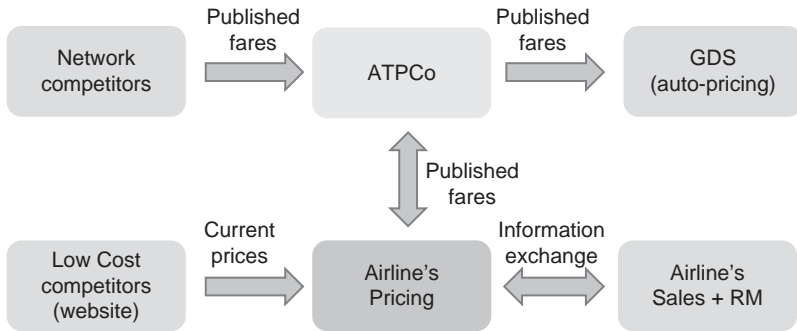 Published
fares
Published
fares
Network
competitors
ATPCo
GDS
(auto-pricing)
Published
fares
Current
prices
Information
exchange
Low Cost
competitors
(website)
Airline's
Pricing
Airline's
Sales + RM